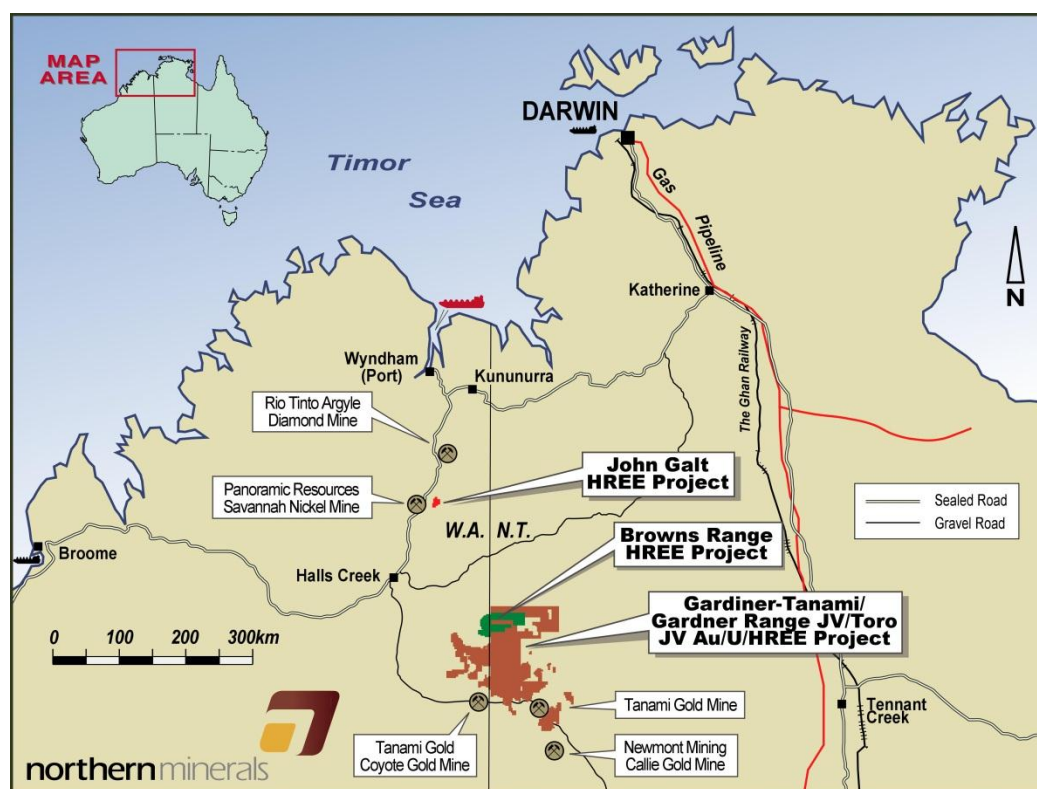 MAP
AREA
Timor
Sea
DARWIN
Gas
Pipeline
Katherine
N
Wyndham
(Port)
Kununurra
The Ghan Railway
Rio Tinto Argyle
Diamond Mine
John Galt
HREE Project
Panoramic Resources
Savannah Nickel Mine
Sealed Road
Gravel Road
W.A. N.T.
Browns Range
HREE Project
Broome
Halls Creek
Gardiner-Tanami/
Gardner Range JV/Toro
JV Au/U/HREE Project
0 100 200 300km
Tanami Gold Mine
Tennant
Creek
Tanami Gold
Coyote Gold Mine
Newmont Mining
Callie Gold Mine
northernminerals